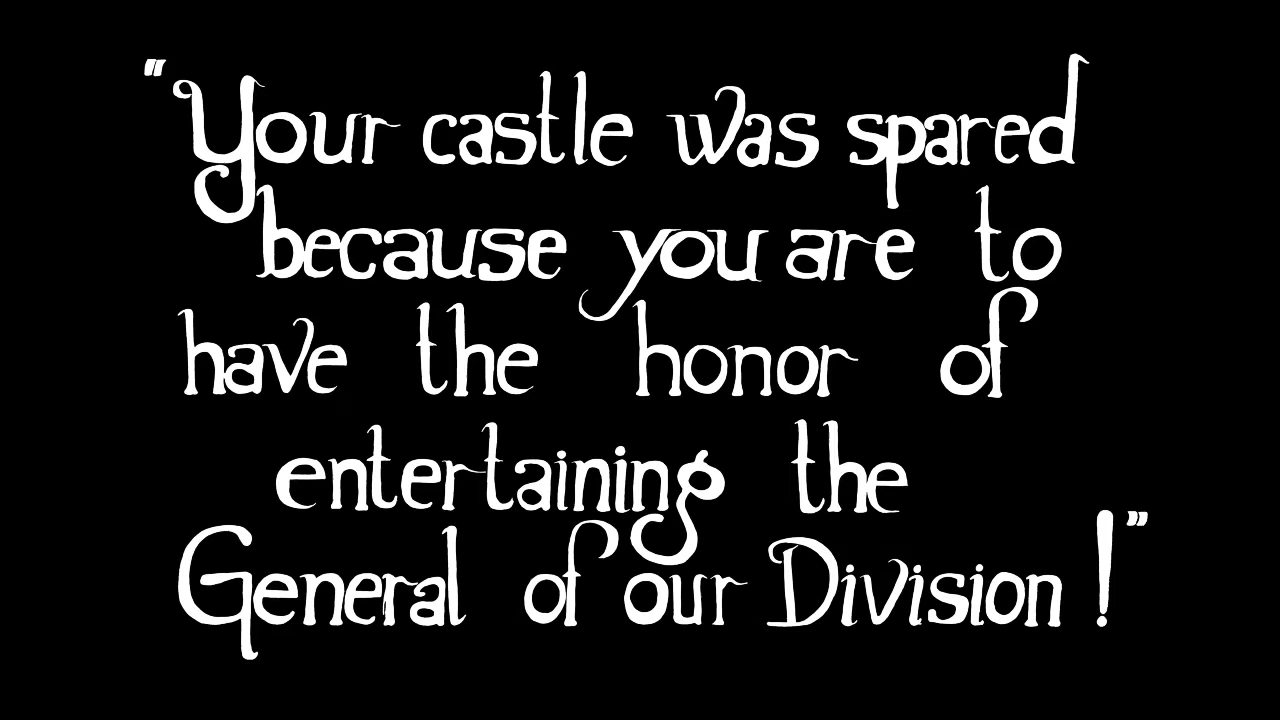 "Your castle was spared
because you are to
have the honor of
entertaining the
General of our Division!"